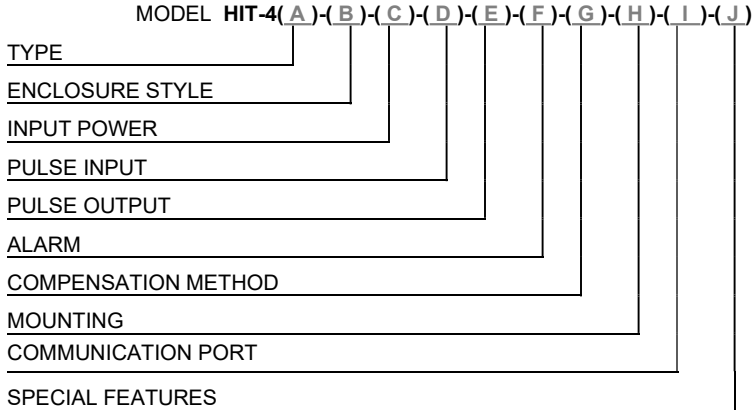 MODEL HIT-4( A )-( B )-( C )-( D )-( E )-( F )-( G )-( H )-( I )-( J )
TYPE
ENCLOSURE STYLE
INPUT POWER
PULSE INPUT
PULSE OUTPUT
ALARM
COMPENSATION METHOD
MOUNTING
COMMUNICATION PORT
SPECIAL FEATURES